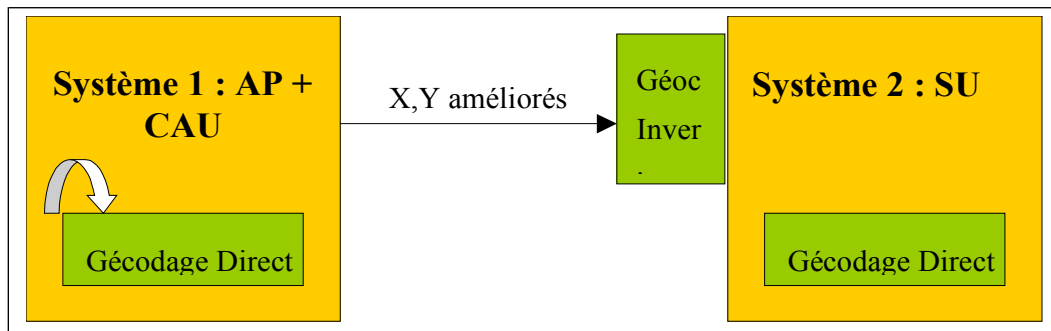 Système 1 : AP +
CAU
Gécodage Direct
X,Y améliorés
Géoc
Inver
.
Système 2 : SU
Gécodage Direct